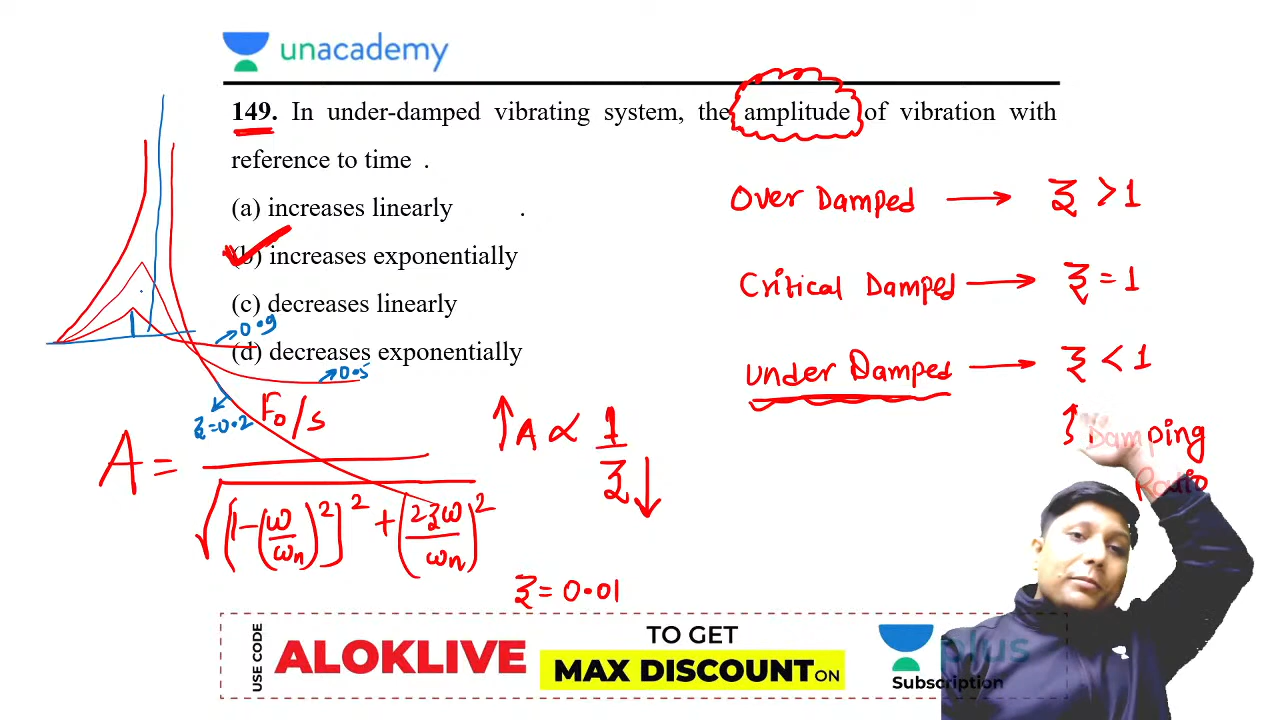 unacademy
149. In under-damped vibrating system, the amplitude of vibration with
reference to time .
(a) increases linearly .
(b) increases exponentially
(c) decreases linearly
(d) decreases exponentially
Over Damped → ξ > 1
Critical Damped → ξ = 1
Under Damped → ξ < 1
Damping
Ratio
0.9
0.5
ξ=0.2
A = F₀/s / √([1-(ω/ωn)²]² + (2ξω/ωn)²)
↑A ∝ 1/ξ↓
ξ = 0.01
USE CODE
ALOKLIVE
TO GET
MAX DISCOUNT ON
plus
Subscription